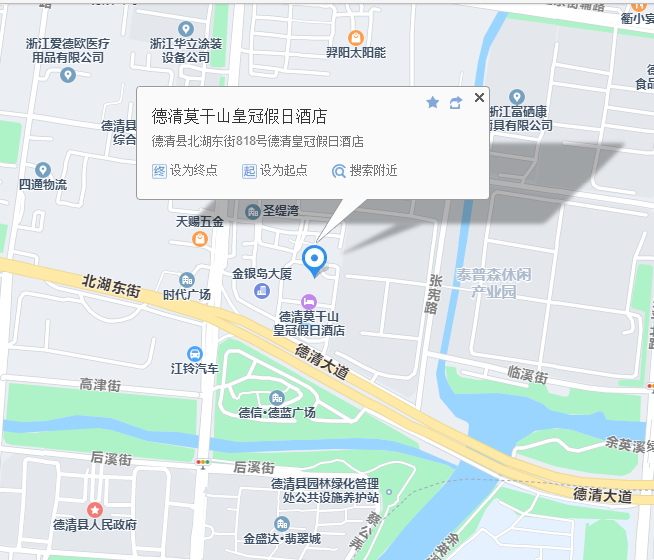 路
浙江爱德欧医疗
用品有限公司
浙江华立涂装
设备公司
羿阳太阳能
衢小
德清县
综合
浙江富硒康
具有限公司
食品
德清莫干山皇冠假日酒店
德清县北湖东街818号德清皇冠假日酒店
终 设为终点
起 设为起点
搜索附近
四通物流
圣缇湾
天赐五金
金银岛大厦
时代广场
北湖东街
德清莫干山
皇冠假日酒店
张宪路
泰普森休闲
产业园
江铃汽车
德清大道
高津街
临溪街
德信·德蓝广场
余英溪
后溪街
后溪街
德清县园林绿化管理
处公共设施养护站
德清大道
德清县人民政府
金盛达·翡翠城
蔡公弄
余英